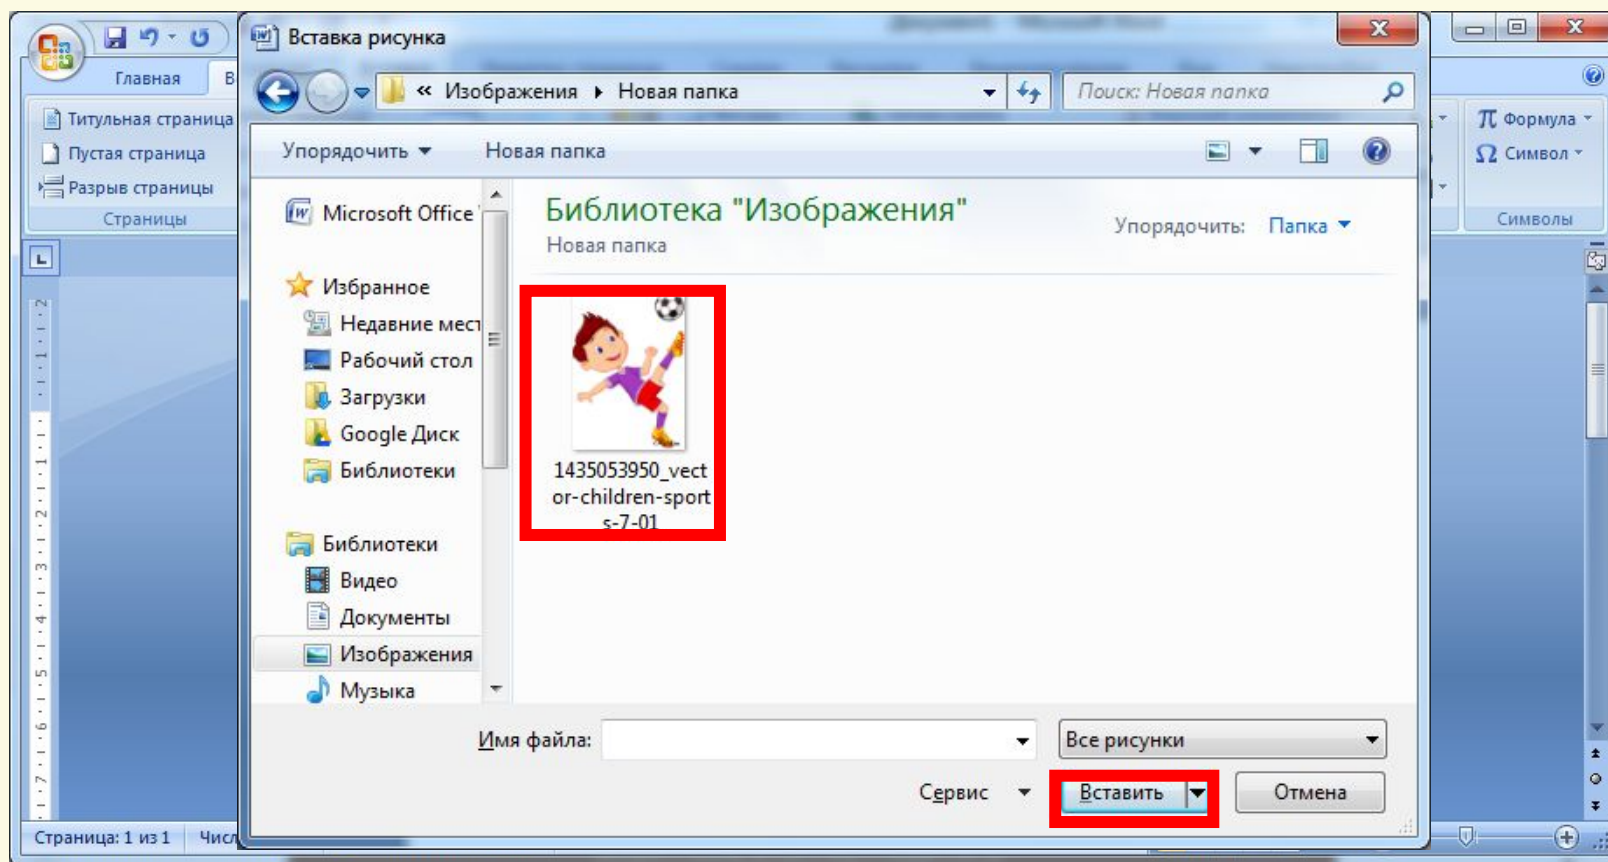 Вставка рисунка
Главная
« Изображения ▸ Новая папка
Поиск: Новая папка
Титульная страница
Пустая страница
Разрыв страницы
Страницы
π Формула
Ω Символ
Символы
Упорядочить
Новая папка
Microsoft Office
Избранное
Недавние мест
Рабочий стол
Загрузки
Google Диск
Библиотеки
Библиотеки
Видео
Документы
Изображения
Музыка
Библиотека "Изображения"
Новая папка
Упорядочить: Папка
1435053950_vect
or-children-sport
s-7-01
Имя файла:
Все рисунки
Сервис
Вставить
Отмена
Страница: 1 из 1
Числ